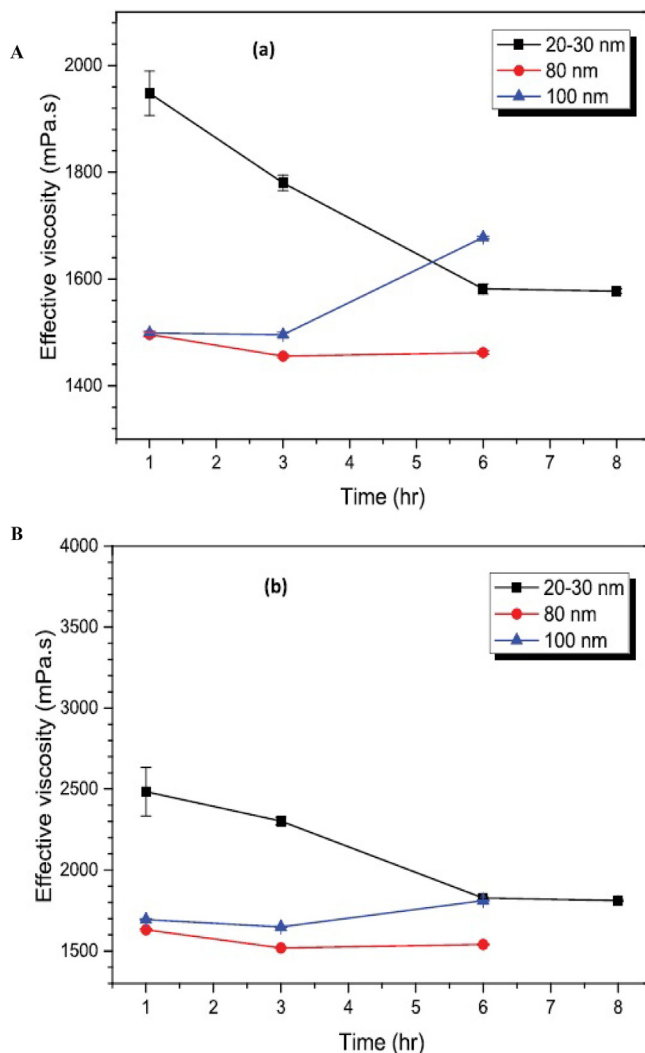 A
(a)
20-30 nm
80 nm
100 nm
Effective viscosity (mPa.s)
2000
1800
1600
1400
1 2 3 4 5 6 7 8
Time (hr)
B
(b)
20-30 nm
80 nm
100 nm
Effective viscosity (mPa.s)
4000
3500
3000
2500
2000
1500
1 2 3 4 5 6 7 8
Time (hr)